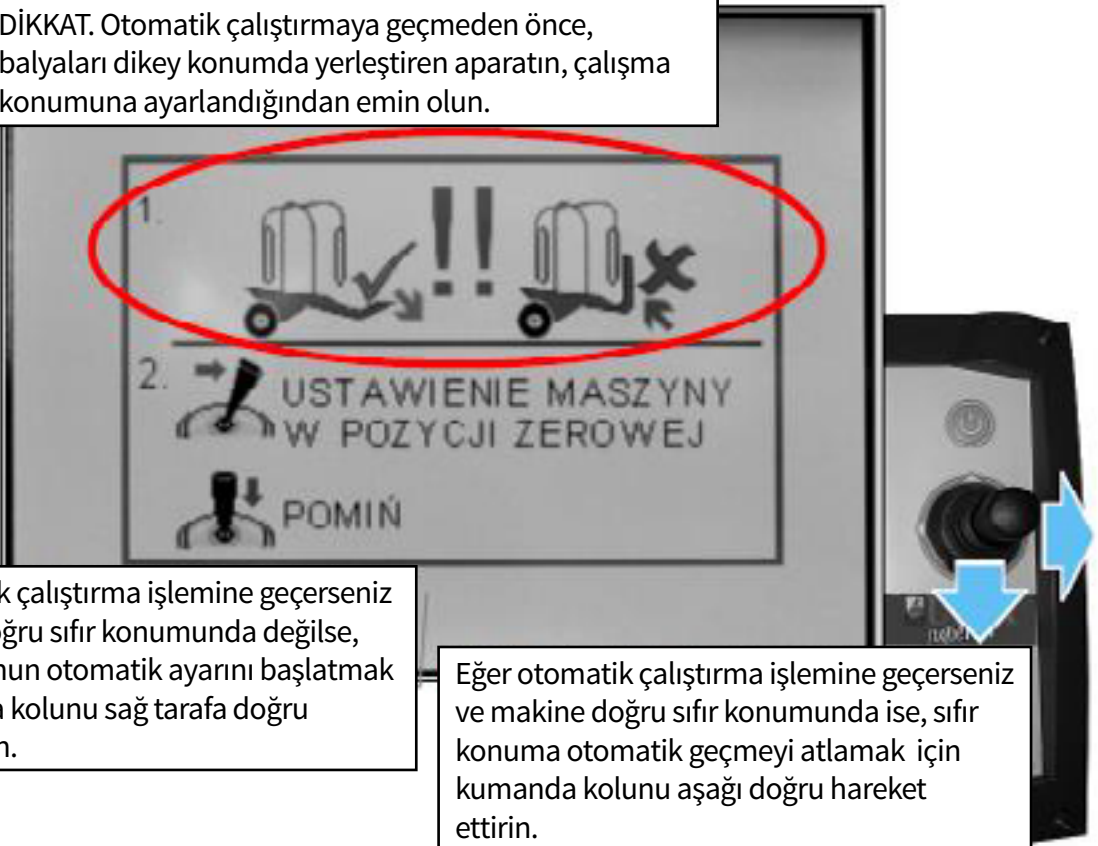 DİKKAT. Otomatik çalıştırmaya geçmeden önce,
balyaları dikey konumda yerleştiren aparatın, çalışma
konumuna ayarlandığından emin olun.
1.
2.
USTAWIENIE MASZYNY
W POZYCJI ZEROWEJ
POMIŃ
çalıştırma işlemine geçerseniz
sıfır konumunda değilse,
otomatik ayarını başlatmak
kolunu sağ tarafa doğru
Eğer otomatik çalıştırma işlemine geçerseniz
ve makine doğru sıfır konumunda ise, sıfır
konuma otomatik geçmeyi atlamak için
kumanda kolunu aşağı doğru hareket
ettirin.